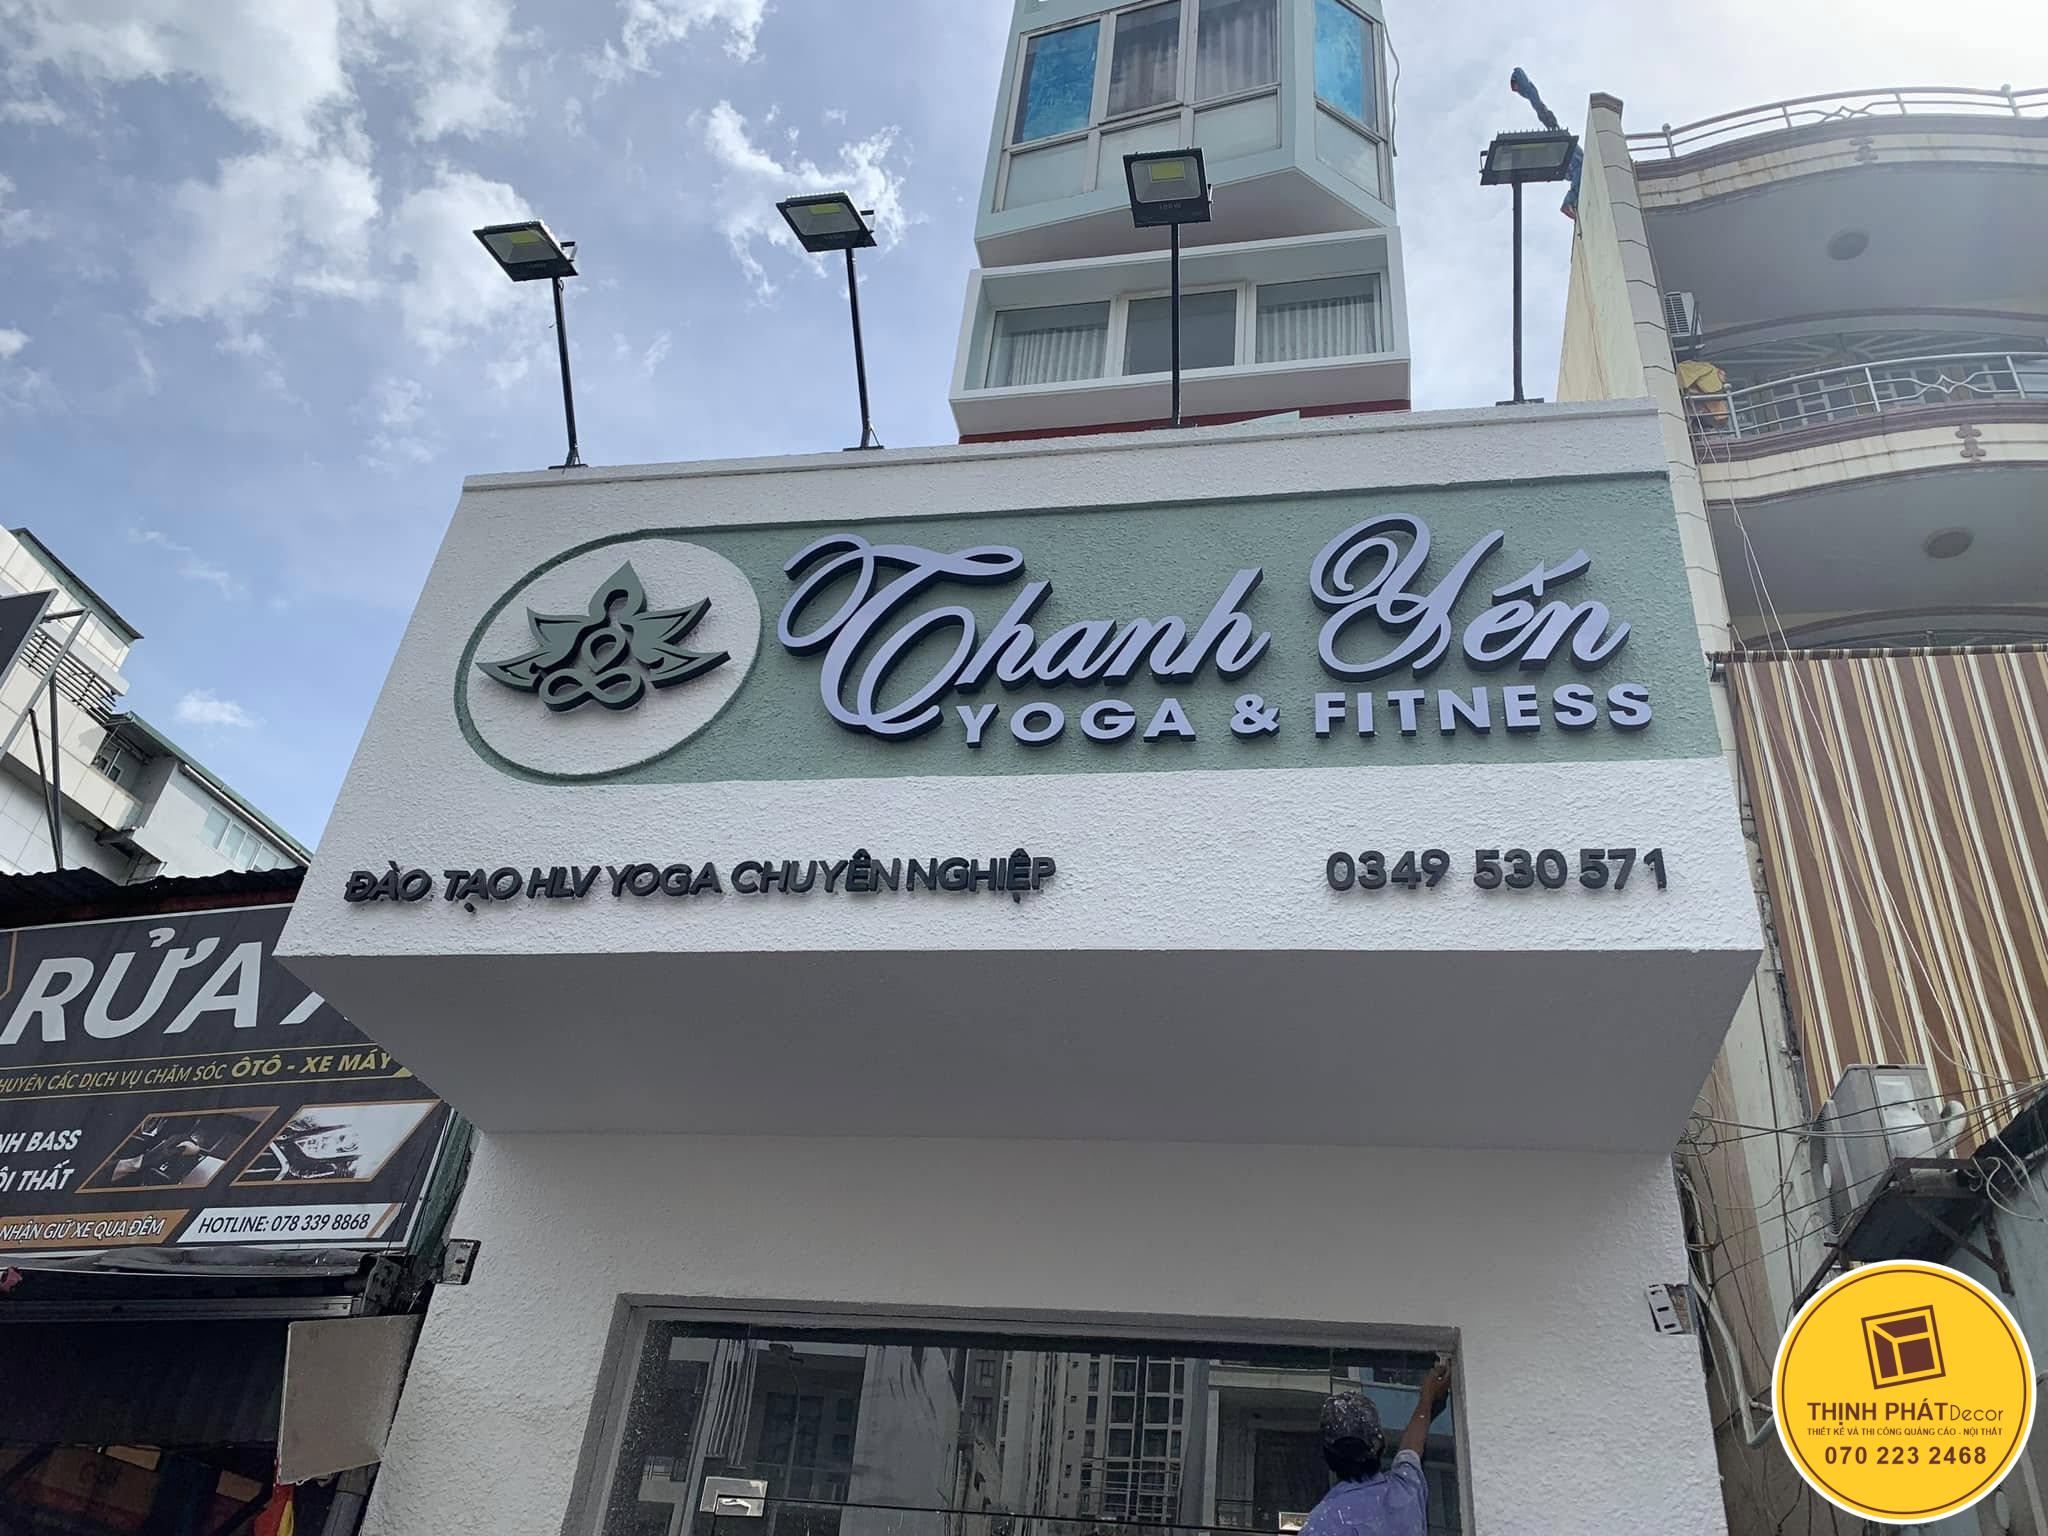 Thanh Yến
YOGA & FITNESS
ĐÀO TẠO HLV YOGA CHUYÊN NGHIỆP
0349 530 571
RỬA
CÁC DỊCH VỤ CHĂM SÓC ÔTÔ - XE MÁY
BASS
THẤT
NHẬN GIỮ XE QUA ĐÊM
HOTLINE: 078 339 8868
THỊNH PHÁT Decor
THIẾT KẾ VÀ THI CÔNG QUẢNG CÁO - NỘI THẤT
070 223 2468